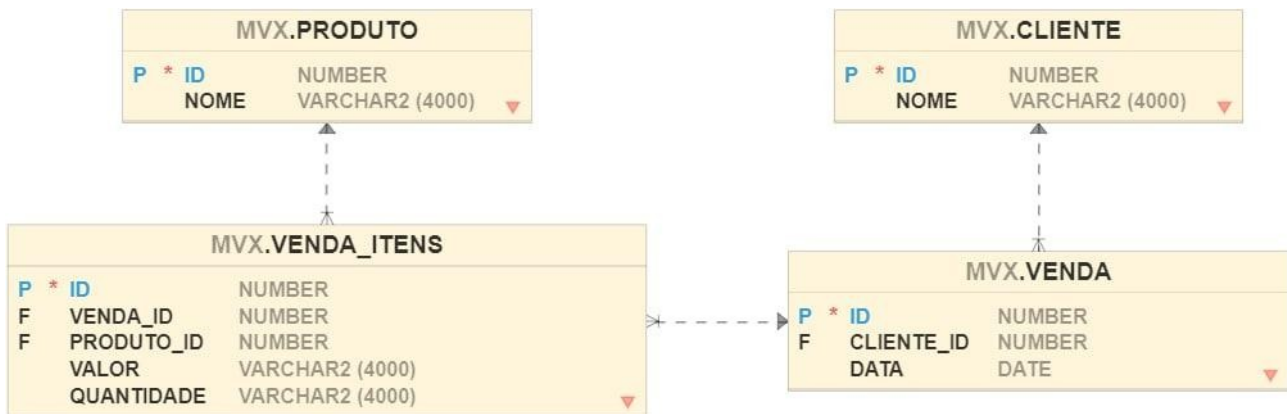 MVX.PRODUTO
P * ID NUMBER
NOME VARCHAR2 (4000)
MVX.CLIENTE
P * ID NUMBER
NOME VARCHAR2 (4000)
MVX.VENDA_ITENS
P * ID NUMBER
F VENDA_ID NUMBER
F PRODUTO_ID NUMBER
VALOR VARCHAR2 (4000)
QUANTIDADE VARCHAR2 (4000)
MVX.VENDA
P * ID NUMBER
F CLIENTE_ID NUMBER
DATA DATE